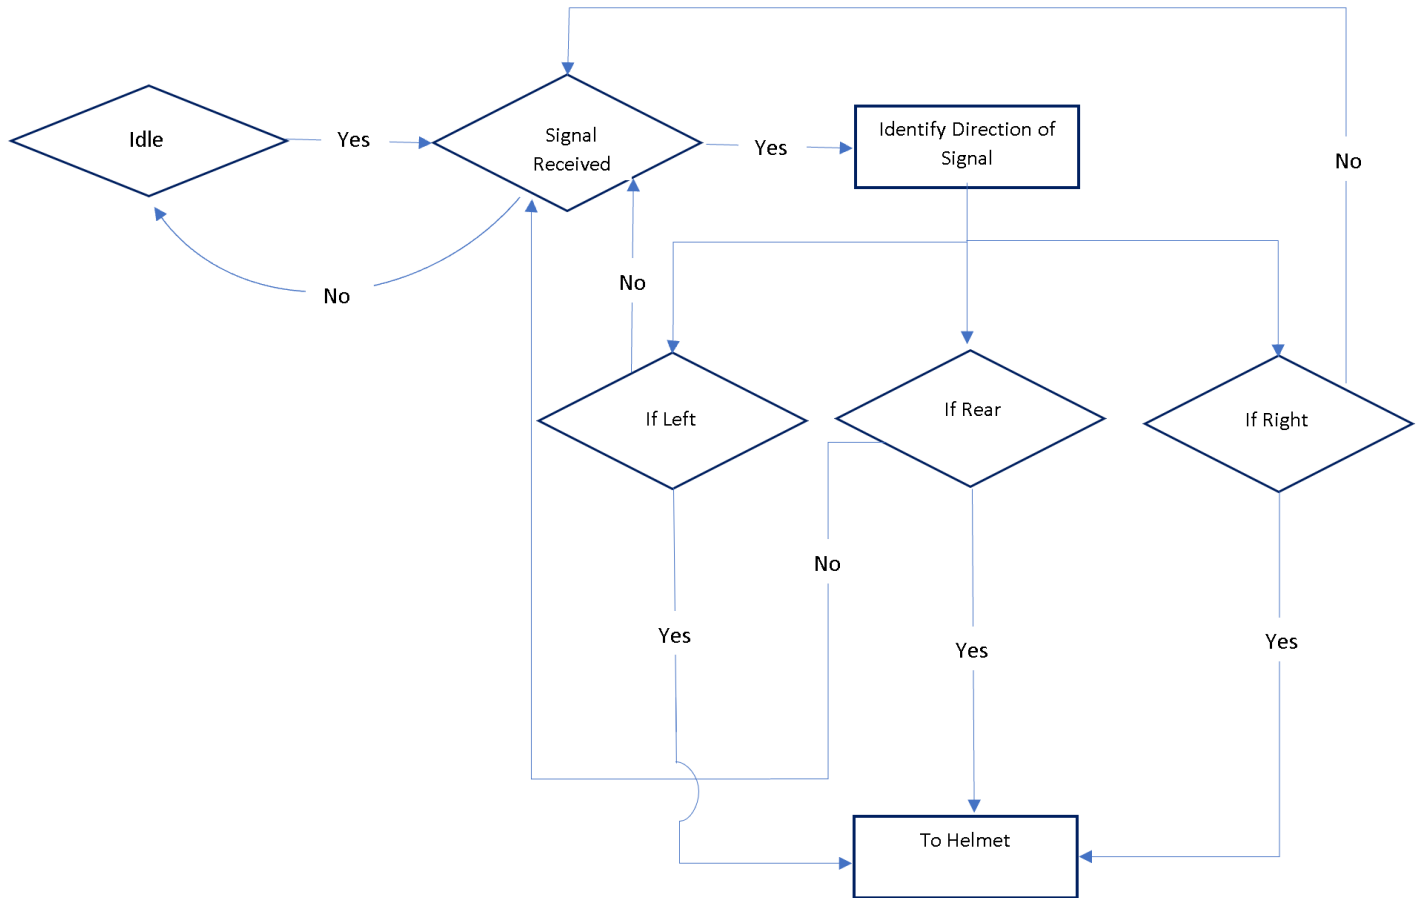 Idle
Yes
Signal
Received
Yes
Identify Direction of
Signal
No
No
No
If Left
If Rear
If Right
No
Yes
Yes
Yes
To Helmet